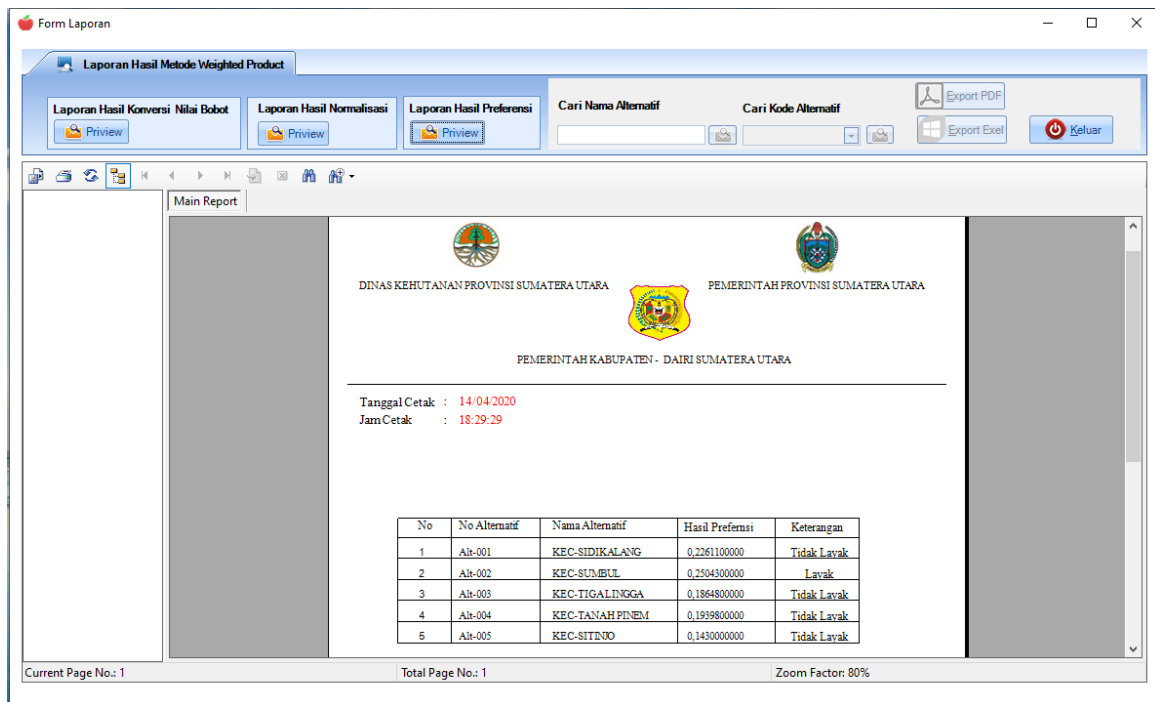 Form Laporan
Laporan Hasil Metode Weighted Product
Laporan Hasil Konversi Nilai Bobot
Priview
Laporan Hasil Normalisasi
Priview
Laporan Hasil Preferensi
Priview
Cari Nama Alternatif
Cari Kode Alternatif
Export PDF
Export Exel
Keluar
Main Report
DINAS KEHUTANAN PROVINSI SUMATERA UTARA
PEMERINTAH PROVINSI SUMATERA UTARA
PEMERINTAH KABUPATEN - DAIRI SUMATERA UTARA
Tanggal Cetak : 14/04/2020
Jam Cetak : 18:29:29
No No Alternatif Nama Alternatif Hasil Prefernsi Keterangan
1 Alt-001 KEC-SIDIKALANG 0,2261100000 Tidak Layak
2 Alt-002 KEC-SUMBUL 0,2504300000 Layak
3 Alt-003 KEC-TIGALINGGA 0,1864800000 Tidak Layak
4 Alt-004 KEC-TANAH PINEM 0,1939800000 Tidak Layak
5 Alt-005 KEC-SITINJO 0,1430000000 Tidak Layak
Current Page No.: 1
Total Page No.: 1
Zoom Factor: 80%